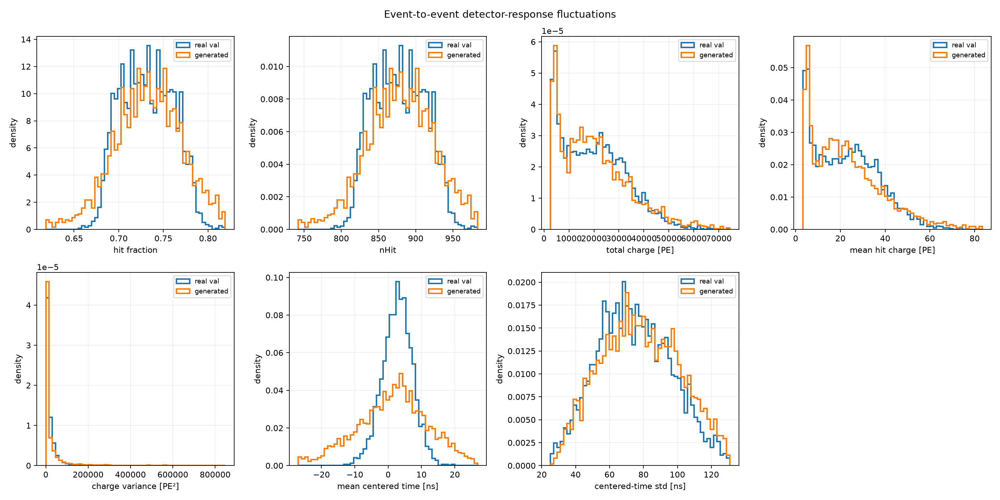 Event-to-event detector-response fluctuations
14
12
10
8
6
4
2
0
density
0.65 0.70 0.75 0.80
hit fraction
real val
generated
0.010
0.008
0.006
0.004
0.002
0.000
density
750 800 850 900 950
nHit
real val
generated
1e−5
6
5
4
3
2
1
0
density
0 10000 20000 30000 40000 50000 60000 70000
total charge [PE]
real val
generated
0.05
0.04
0.03
0.02
0.01
0.00
density
0 20 40 60 80
mean hit charge [PE]
real val
generated
1e−5
4
3
2
1
0
density
0 200000 400000 600000 800000
charge variance [PE²]
real val
generated
0.10
0.08
0.06
0.04
0.02
0.00
density
−20 −10 0 10 20
mean centered time [ns]
real val
generated
0.0200
0.0175
0.0150
0.0125
0.0100
0.0075
0.0050
0.0025
0.0000
density
20 40 60 80 100 120
centered-time std [ns]
real val
generated